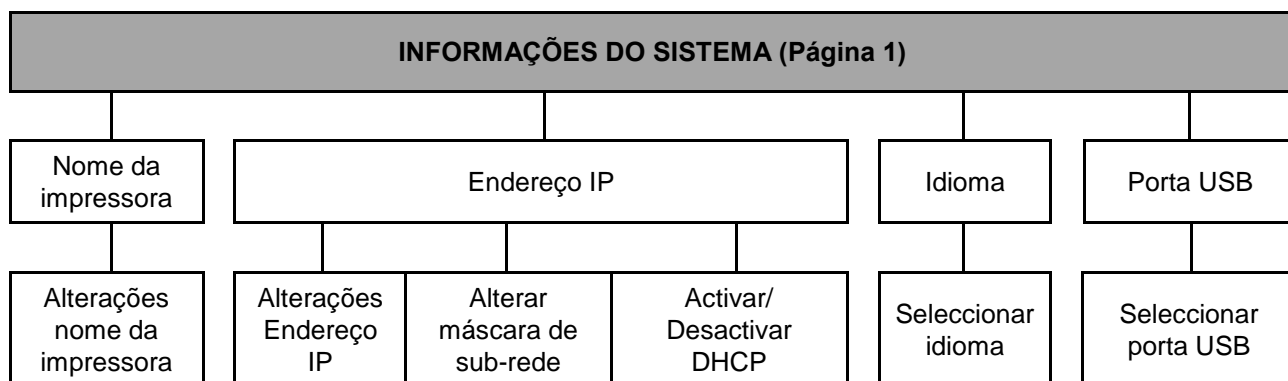 INFORMAÇÕES DO SISTEMA (Página 1)
Nome da
impressora
Endereço IP
Idioma
Porta USB
Alterações
nome da
impressora
Alterações
Endereço
IP
Alterar
máscara de
sub-rede
Activar/
Desactivar
DHCP
Seleccionar
idioma
Seleccionar
porta USB